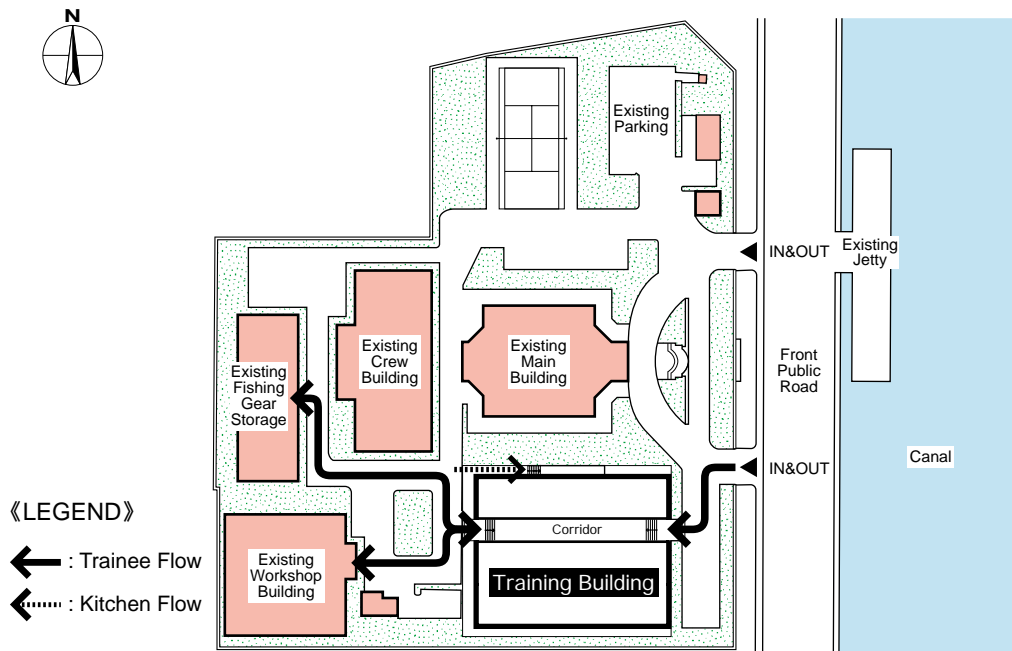 N
Existing
Parking
IN&OUT
Existing
Jetty
Existing
Crew
Building
Existing
Main
Building
Front
Public
Road
Existing
Fishing
Gear
Storage
IN&OUT
Canal
《LEGEND》
: Trainee Flow
: Kitchen Flow
Corridor
Training Building
Existing
Workshop
Building